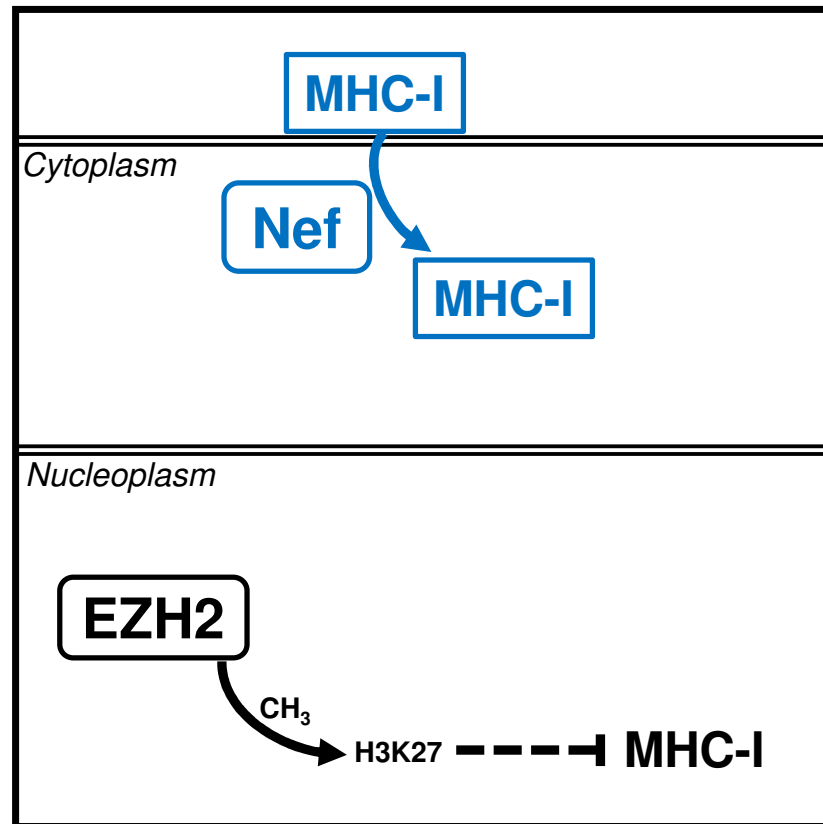 MHC-I
Cytoplasm
Nef
MHC-I
Nucleoplasm
EZH2
CH₃
H3K27
MHC-I